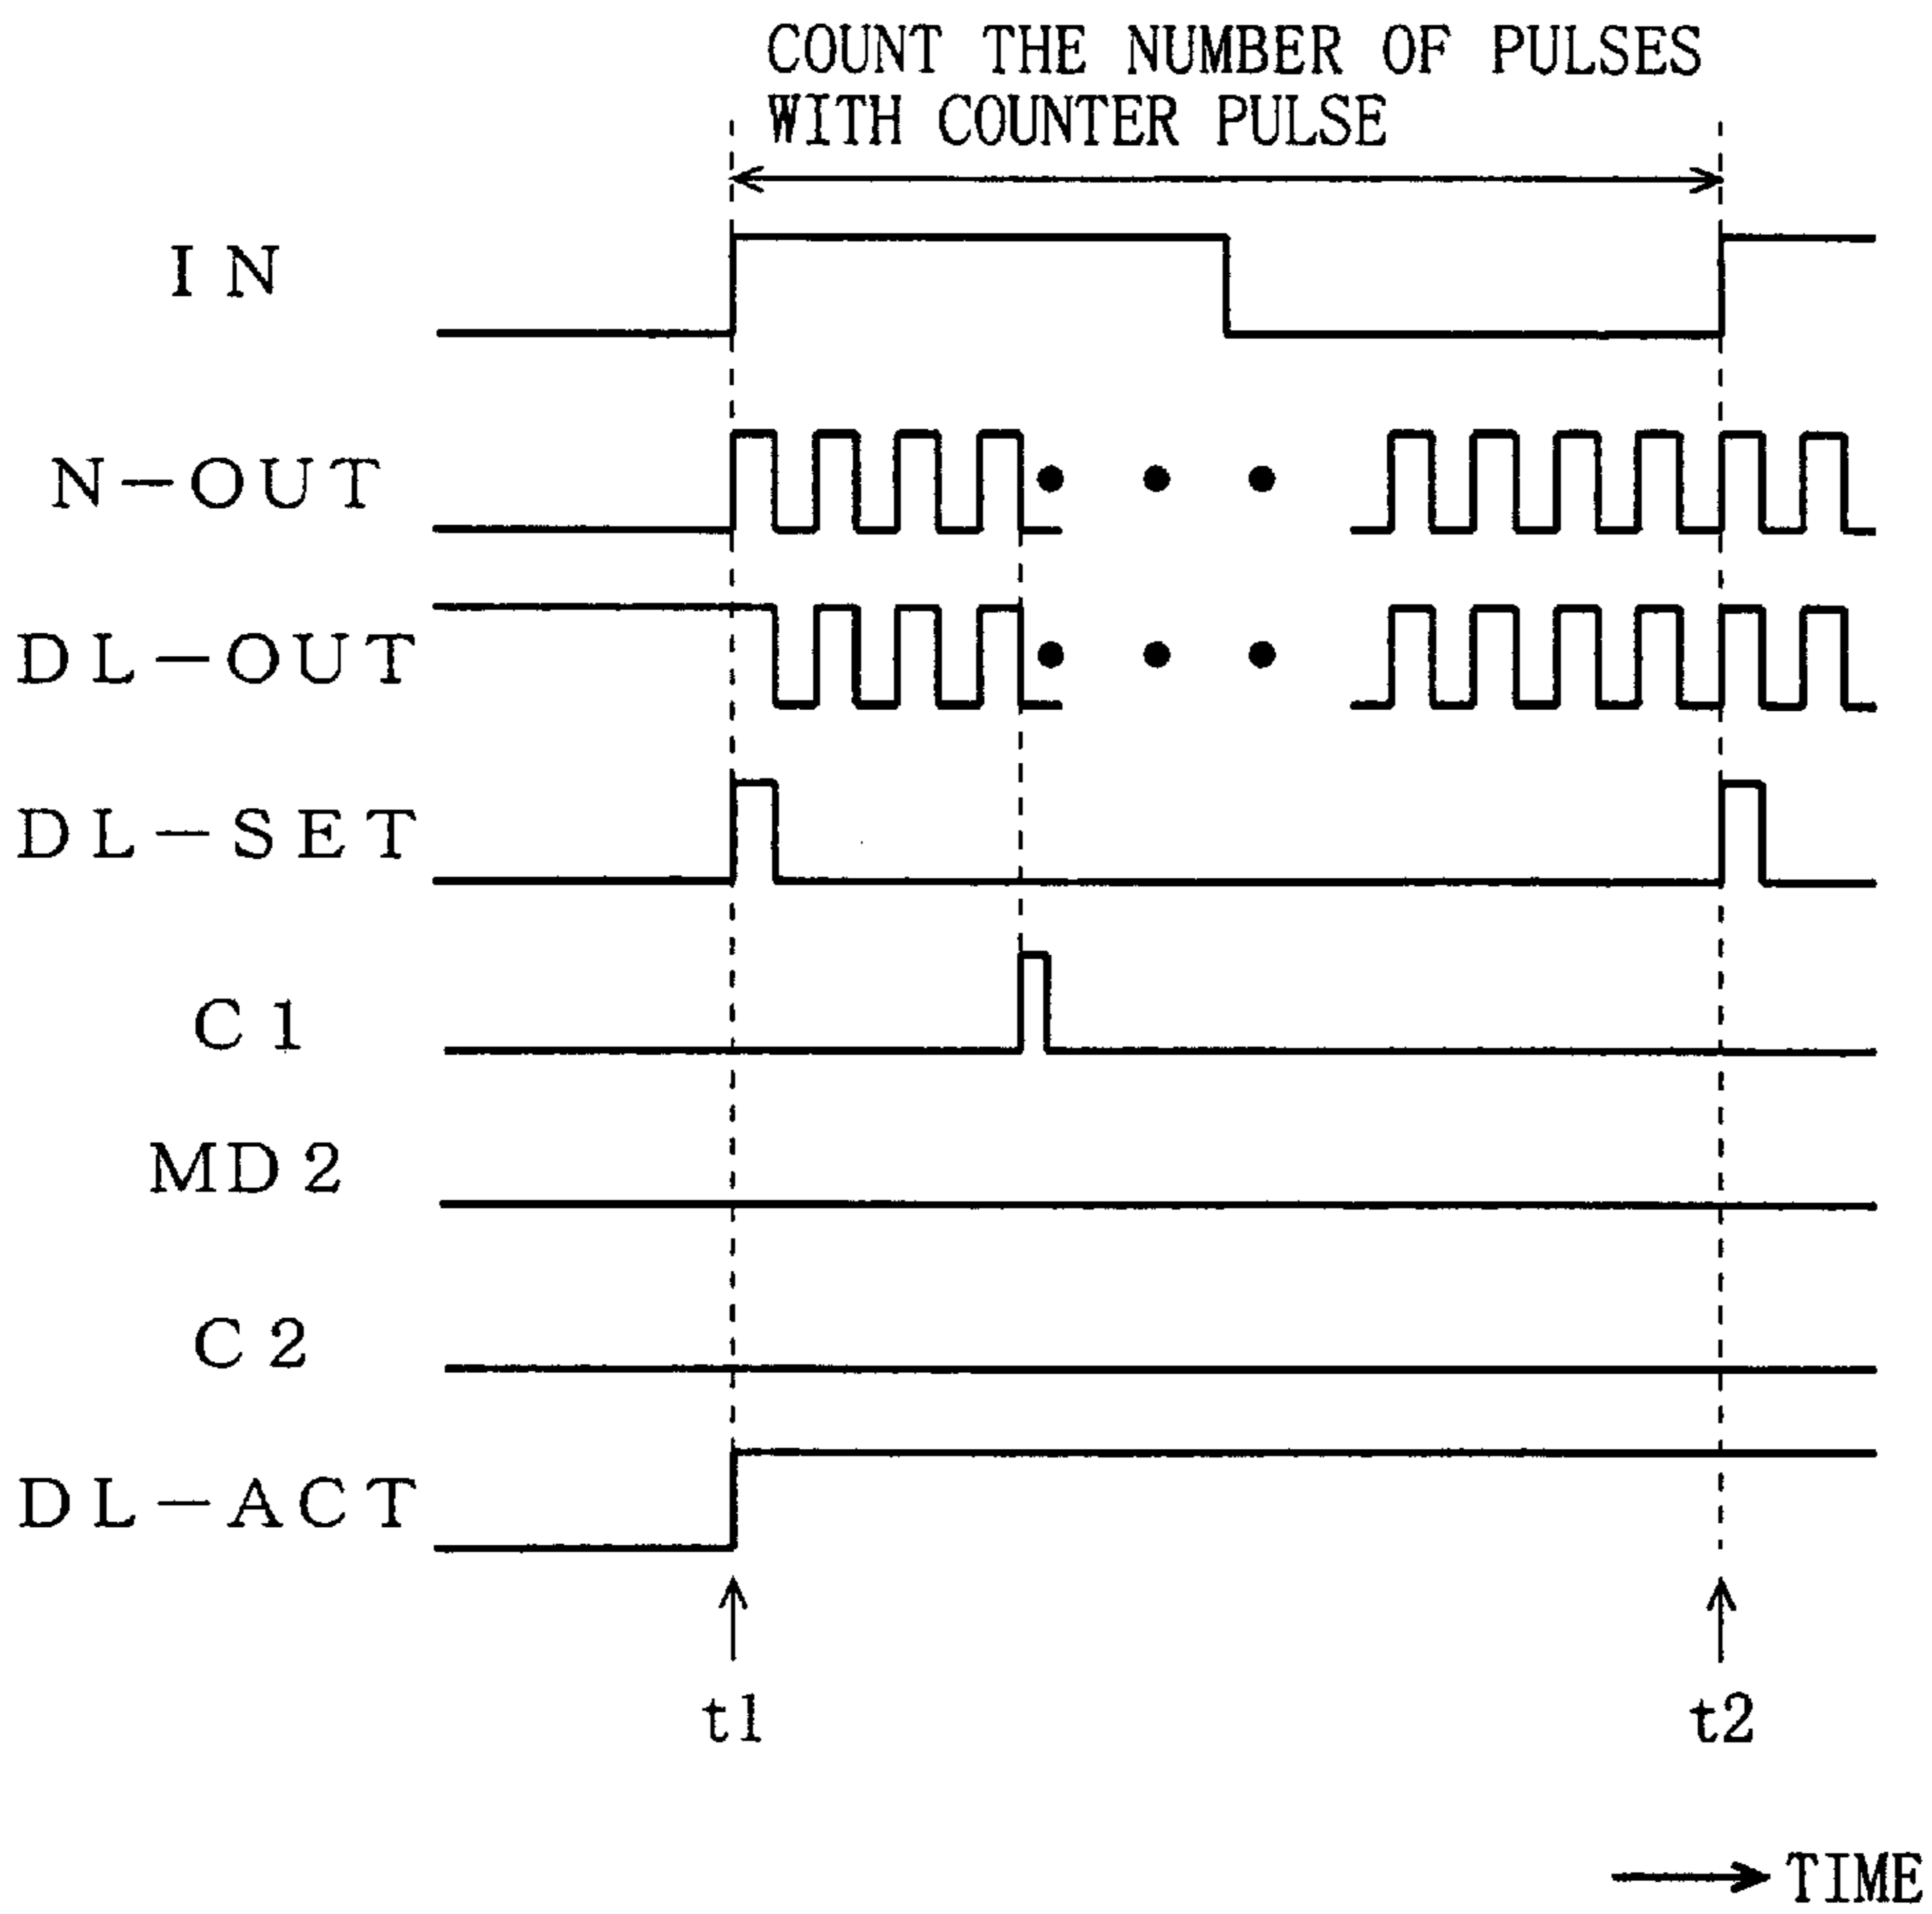 COUNT THE NUMBER OF PULSES
WITH COUNTER PULSE
IN
N-OUT
DL-OUT
DL-SET
C1
MD2
C2
DL-ACT
t1
t2
TIME